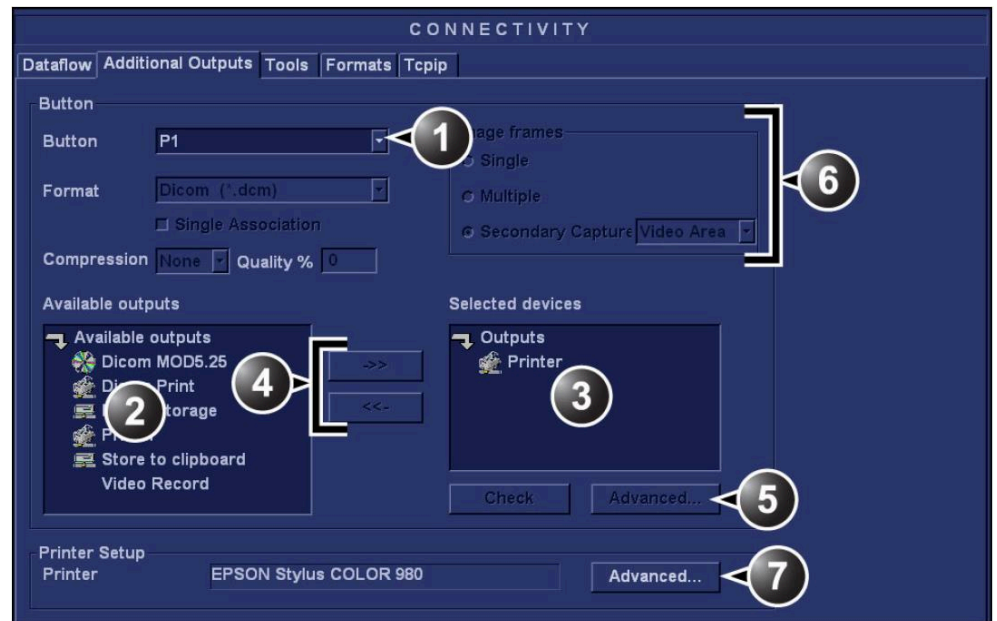 CONNECTIVITY
Dataflow Additional Outputs Tools Formats Tcpip
Button
Button P1
1
Single
6
Format Dicom (*.dcm)
Multiple
Single Association
Secondary Capture Video Area
Compression None Quality % 0
Available outputs
Selected devices
Available outputs
Outputs
Dicom MOD5.25
->>
Printer
Print
4
3
2
<<-
Store to clipboard
Video Record
Check Advanced... 5
Printer Setup
Printer EPSON Stylus COLOR 980 Advanced... 7